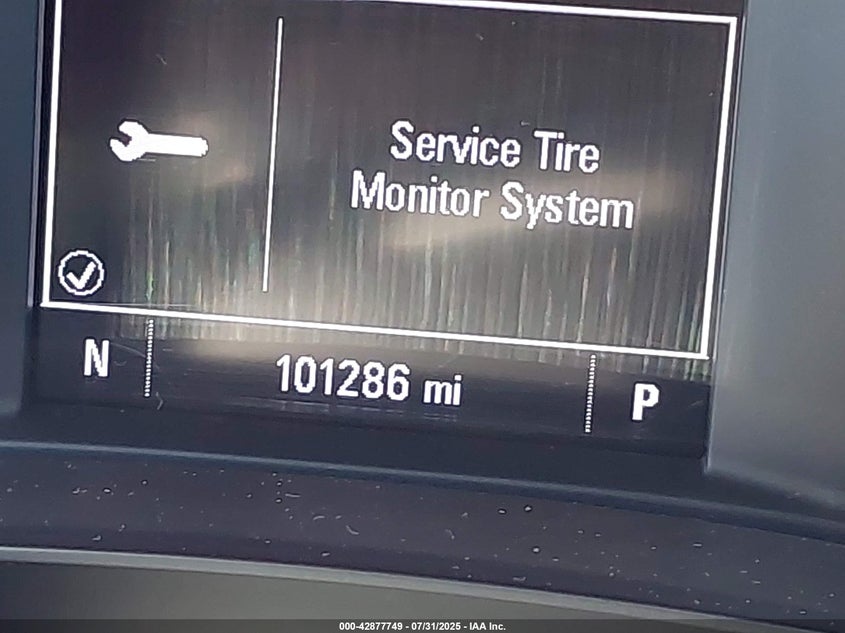 Service Tire
Monitor System
N
101286 mi
P
000-42877749 - 07/31/2025 - IAA Inc.